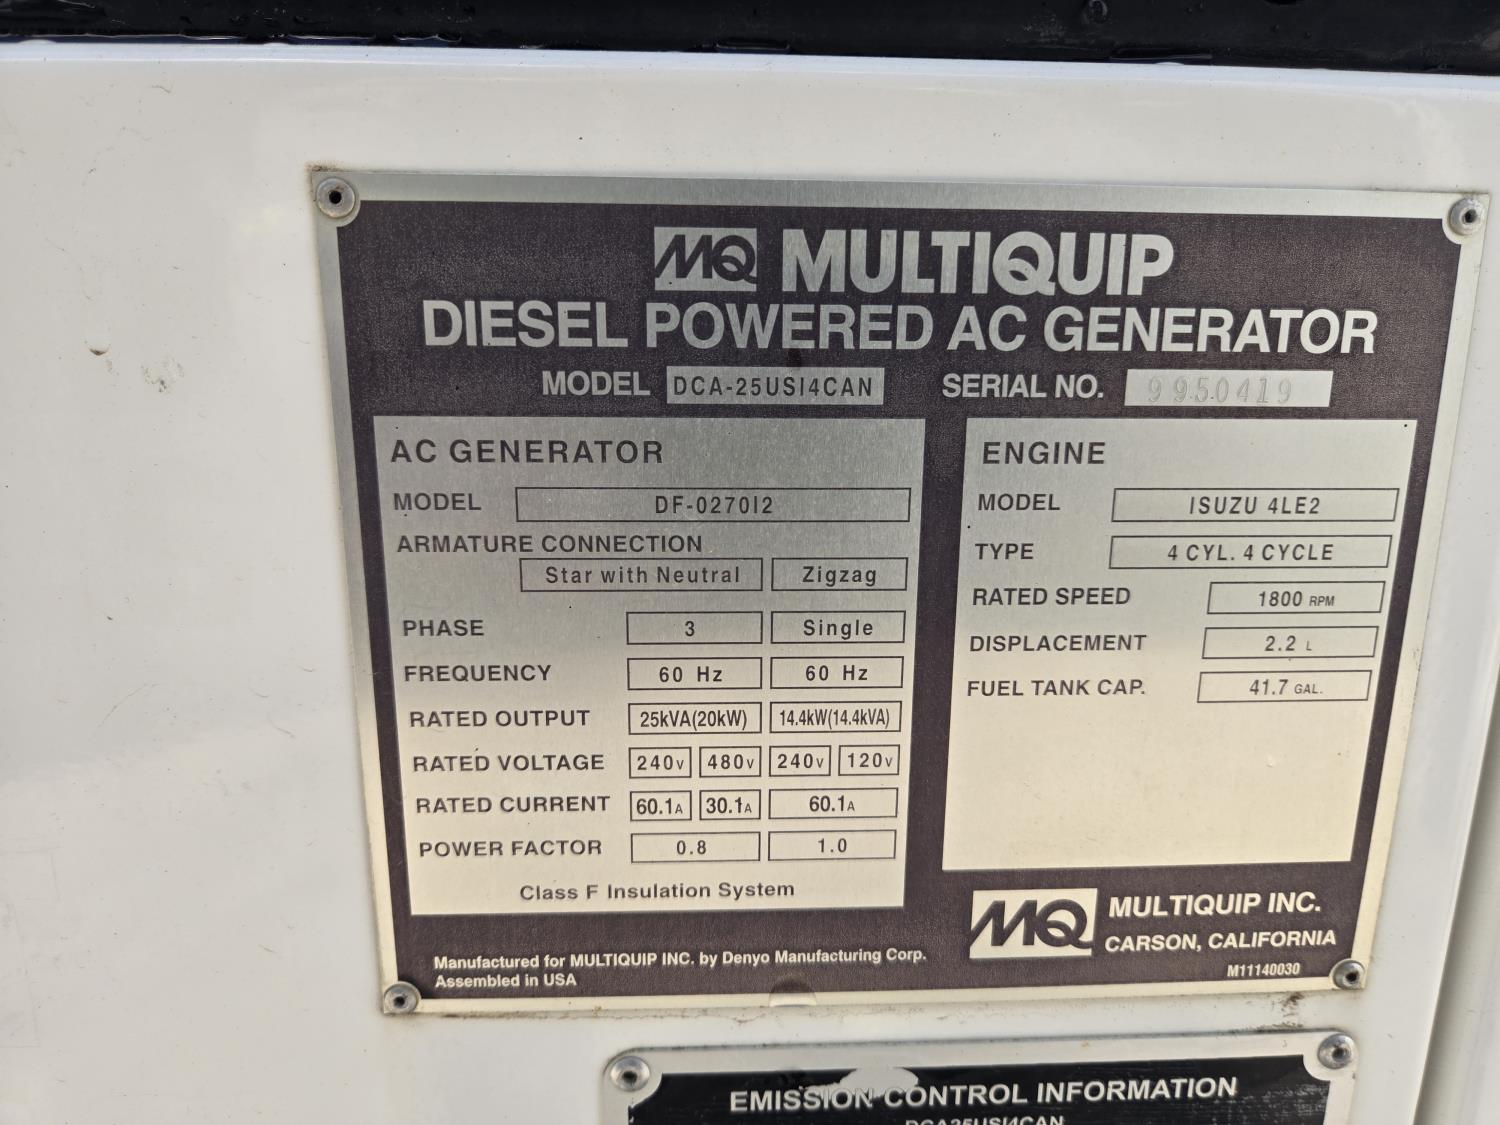 MQ MULTIQUIP
DIESEL POWERED AC GENERATOR
MODEL DCA-25USI4CAN SERIAL NO. 9950419
AC GENERATOR
MODEL DF-0270I2
ARMATURE CONNECTION
Star with Neutral Zigzag
PHASE 3 Single
FREQUENCY 60 Hz 60 Hz
RATED OUTPUT 25kVA(20kW) 14.4kW(14.4kVA)
RATED VOLTAGE 240V 480V 240V 120V
RATED CURRENT 60.1A 30.1A 60.1A
POWER FACTOR 0.8 1.0
Class F Insulation System
ENGINE
MODEL ISUZU 4LE2
TYPE 4 CYL. 4 CYCLE
RATED SPEED 1800 RPM
DISPLACEMENT 2.2 L
FUEL TANK CAP. 41.7 GAL.
Manufactured for MULTIQUIP INC. by Denyo Manufacturing Corp.
Assembled in USA
MQ MULTIQUIP INC.
CARSON, CALIFORNIA
M11140030
EMISSION CONTROL INFORMATION
DCA25USI4CAN